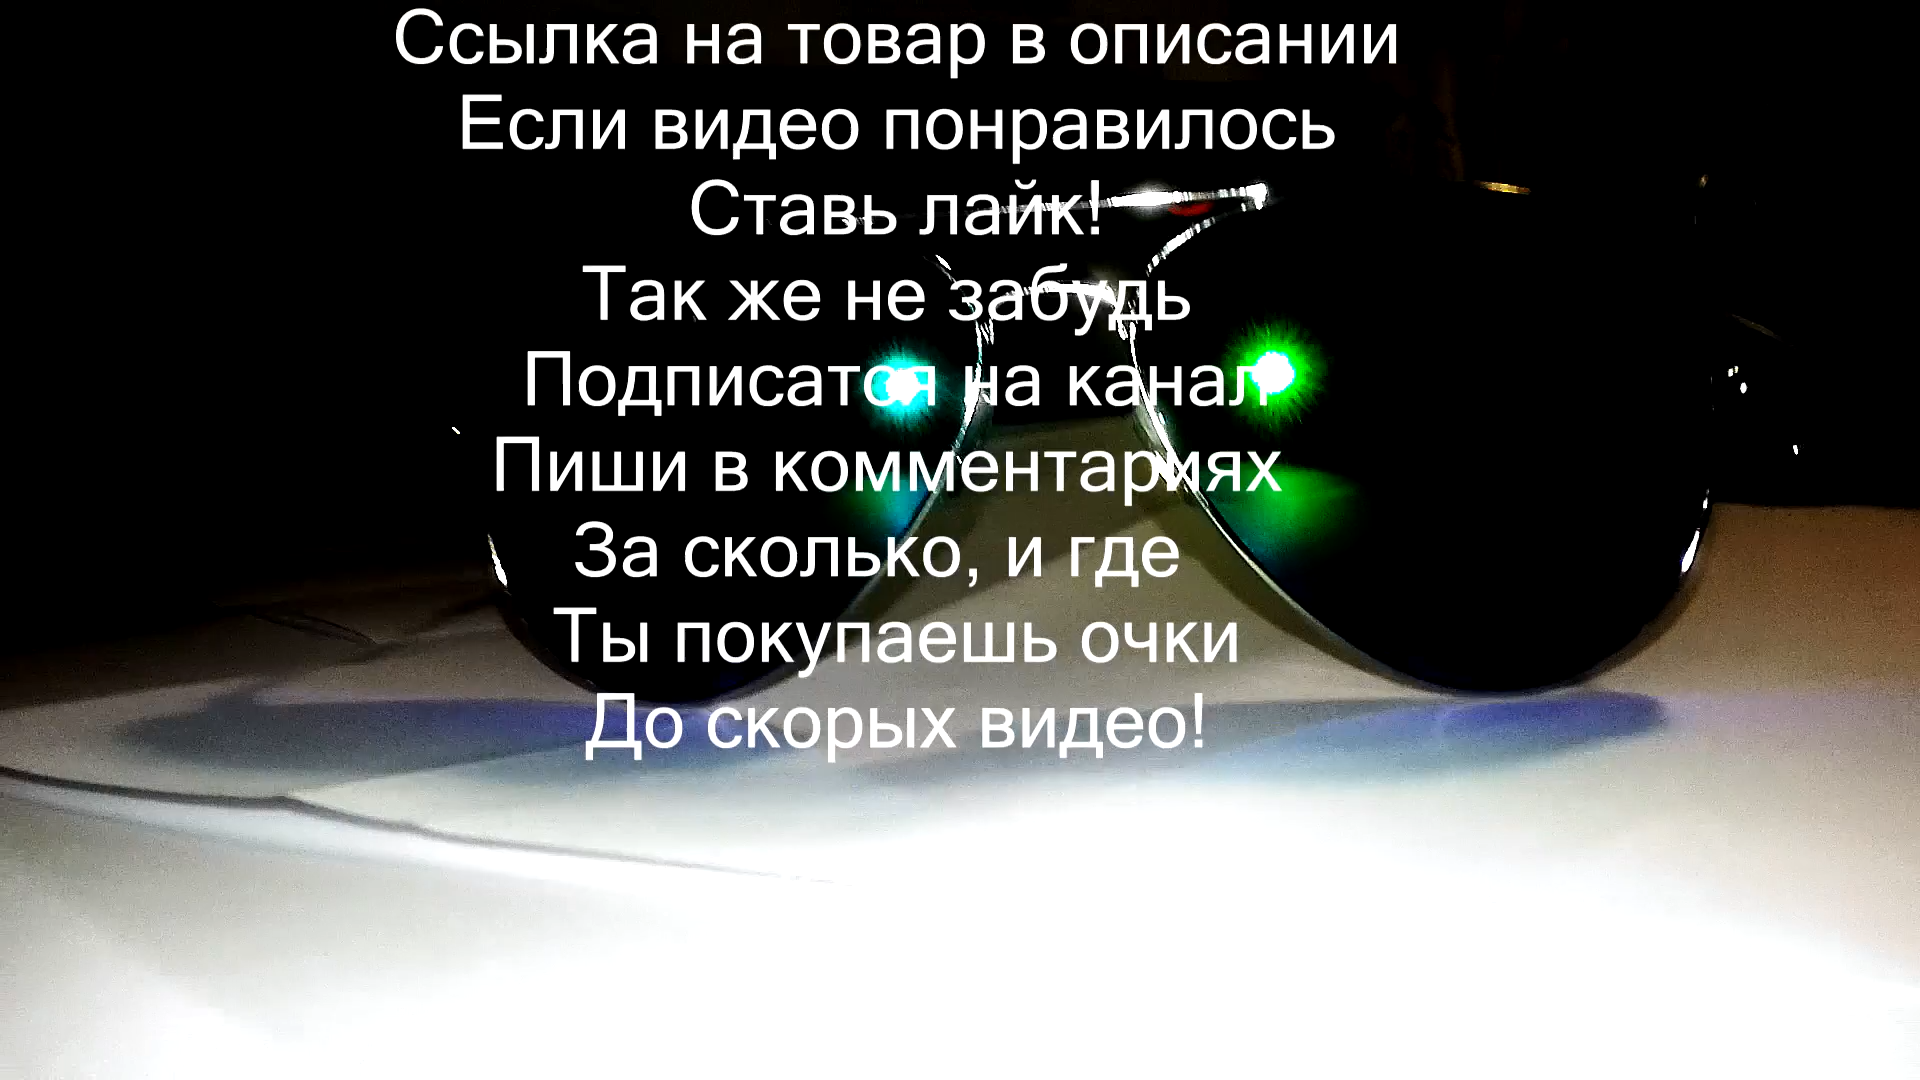 Ссылка на товар в описании
Если видео понравилось
Ставь лайк!
Так же не забудь
Подписатся на канал
Пиши в комментариях
За сколько, и где
Ты покупаешь очки
До скорых видео!